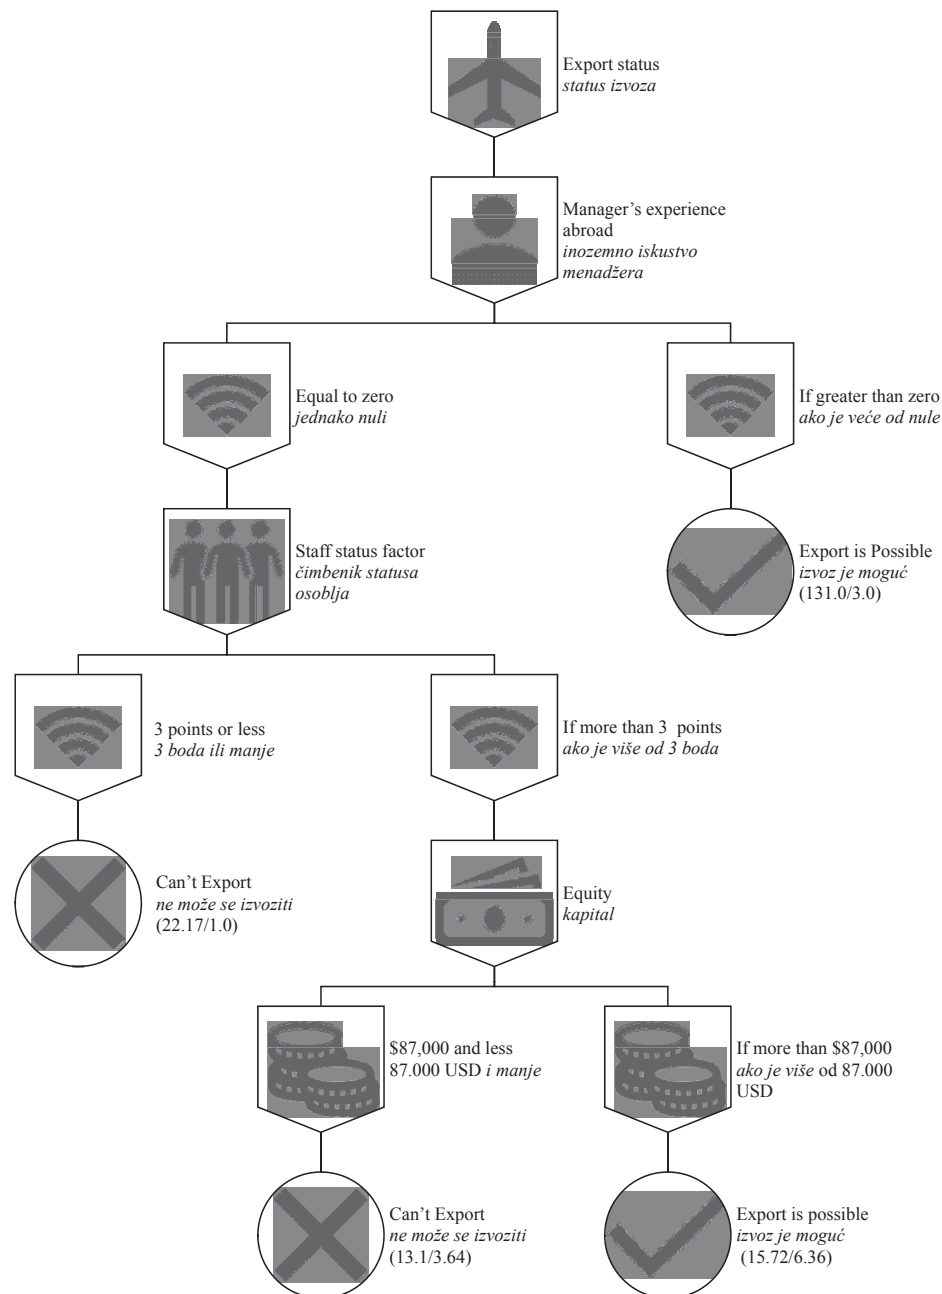 Export status
status izvoza
Manager's experience
abroad
inozemno iskustvo
menadžera
Equal to zero
jednako nuli
If greater than zero
ako je veće od nule
Staff status factor
čimbenik statusa
osoblja
Export is Possible
izvoz je moguć
(131.0/3.0)
3 points or less
3 boda ili manje
If more than 3 points
ako je više od 3 boda
Can't Export
ne može se izvoziti
(22.17/1.0)
Equity
kapital
$87,000 and less
87.000 USD i manje
If more than $87,000
ako je više od 87.000
USD
Can't Export
ne može se izvoziti
(13.1/3.64)
Export is possible
izvoz je moguć
(15.72/6.36)